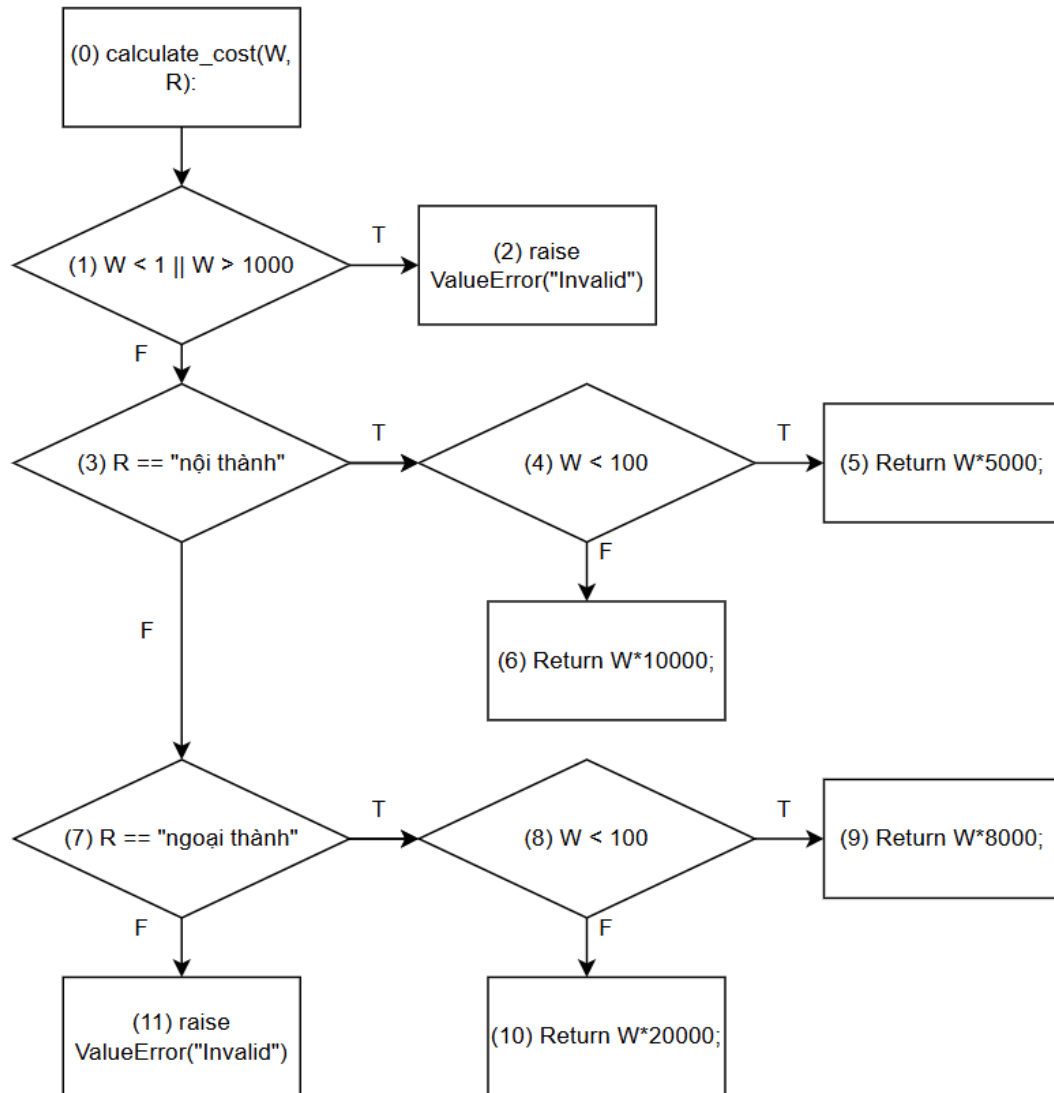 (0) calculate_cost(W,
R):
T
(1) W < 1 || W > 1000
(2) raise
ValueError("Invalid")
F
T
T
(3) R == "nội thành"
(4) W < 100
(5) Return W*5000;
F
F
(6) Return W*10000;
T
T
(7) R == "ngoại thành"
(8) W < 100
(9) Return W*8000;
F
F
(11) raise
ValueError("Invalid")
(10) Return W*20000;